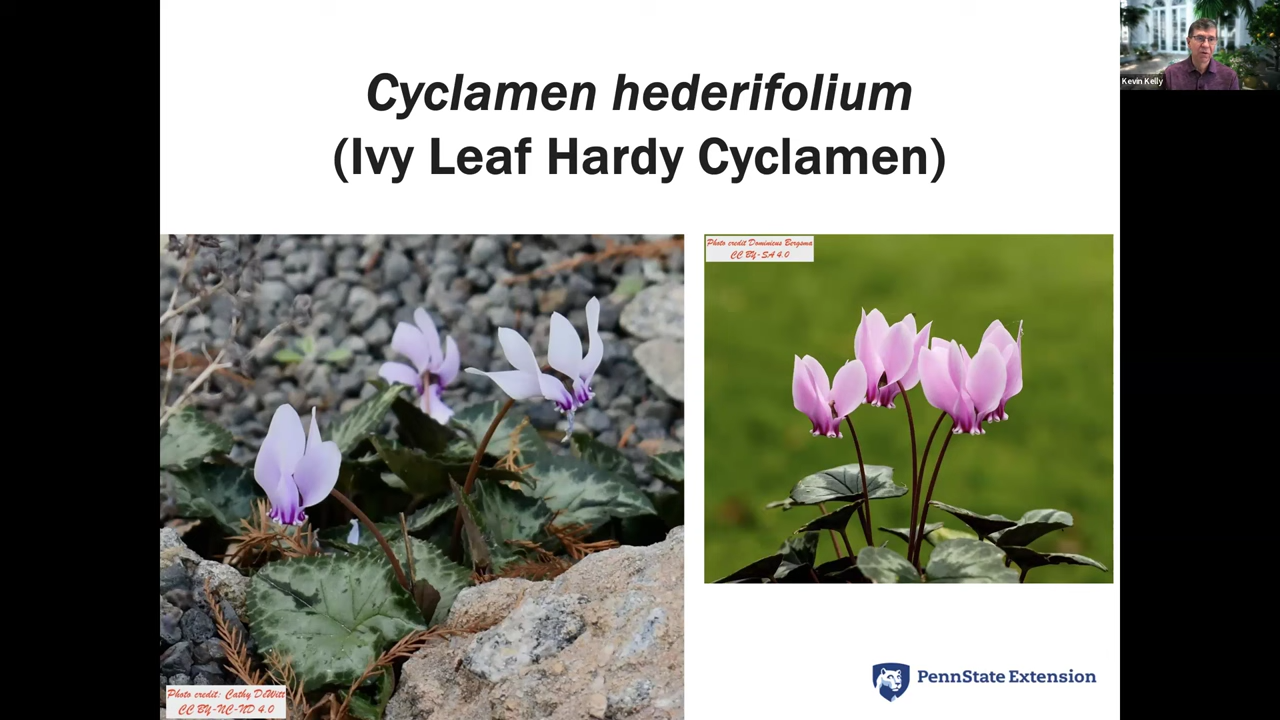 Cyclamen hederifolium
(Ivy Leaf Hardy Cyclamen)
Kevin Kelly
Photo credit Dominicus Bergsma
CC BY-SA 4.0
Photo credit: Cathy DeWitt
CC BY-NC-ND 4.0
PennState Extension